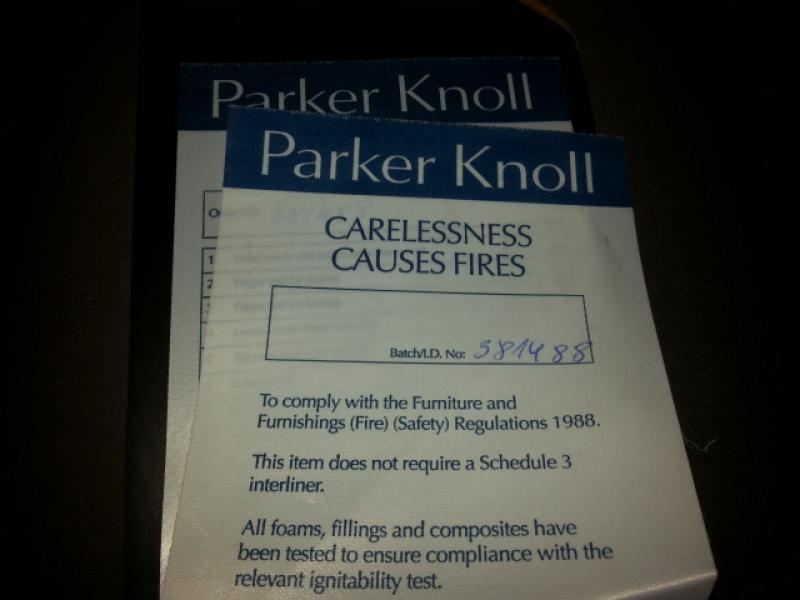 Parker Knoll
Parker Knoll
CARELESSNESS
CAUSES FIRES
Batch/I.D. No: 381488
To comply with the Furniture and
Furnishings (Fire) (Safety) Regulations 1988.
This item does not require a Schedule 3
interliner.
All foams, fillings and composites have
been tested to ensure compliance with the
relevant ignitability test.
1
2